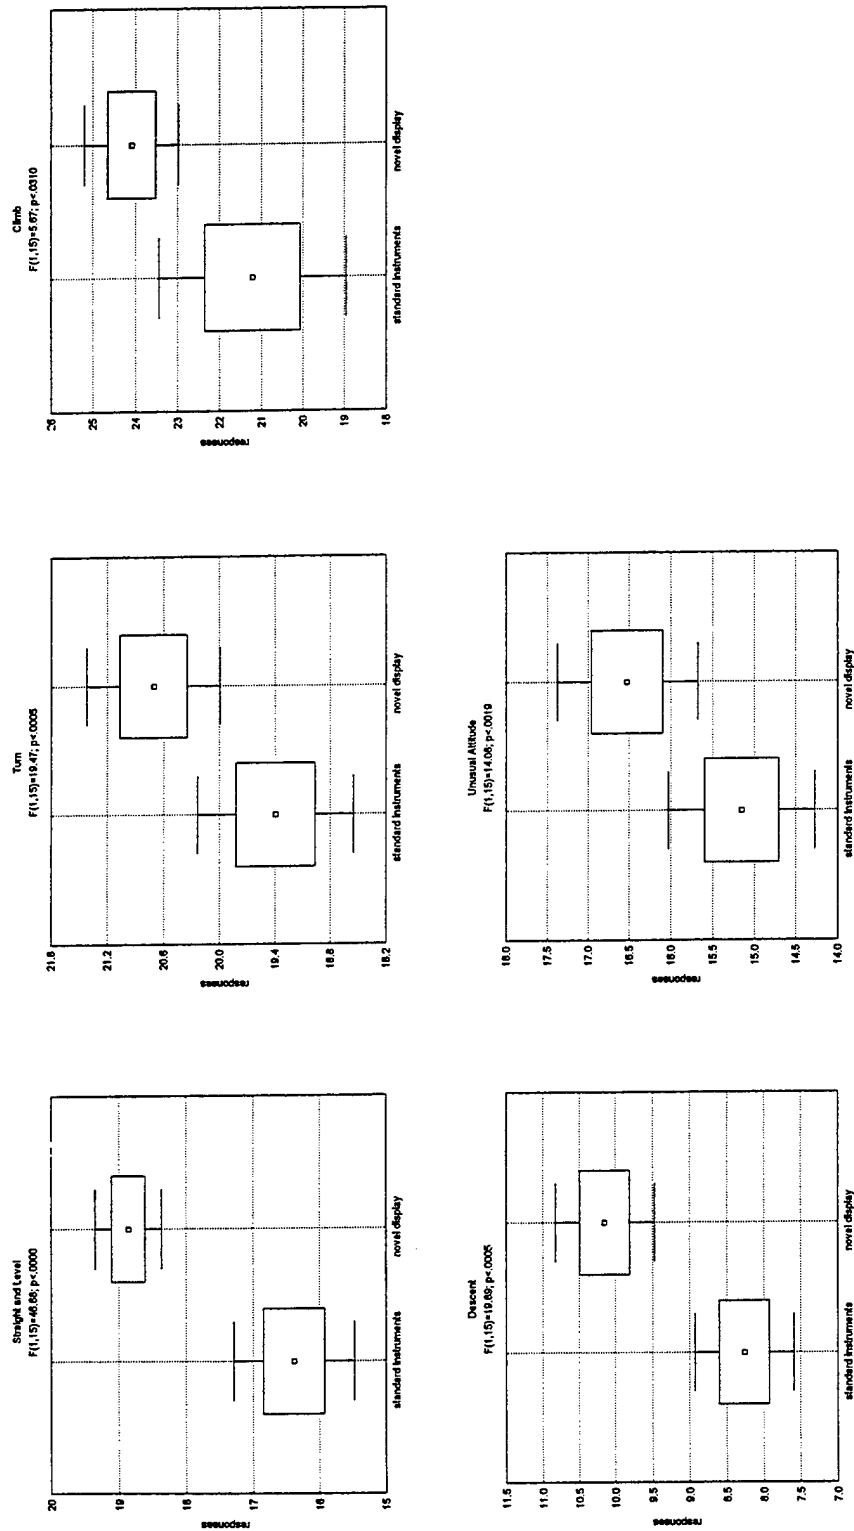 Straight and Level
F(1,15)=46.68; p<.0000
20
19
18
17
16
15
responses
standard instruments
novel display
Turn
F(1,15)=19.47; p<.0005
21.8
21.2
20.6
20.0
19.4
18.8
18.2
responses
standard instruments
novel display
Climb
F(1,15)=5.67; p<.0310
26
25
24
23
22
21
20
19
18
responses
standard instruments
novel display
Descent
F(1,15)=19.69; p<.0005
11.5
11.0
10.5
10.0
9.5
9.0
8.5
8.0
7.5
7.0
responses
standard instruments
novel display
Unusual Attitude
F(1,15)=14.06; p<.0019
18.0
17.5
17.0
16.5
16.0
15.5
15.0
14.5
14.0
responses
standard instruments
novel display